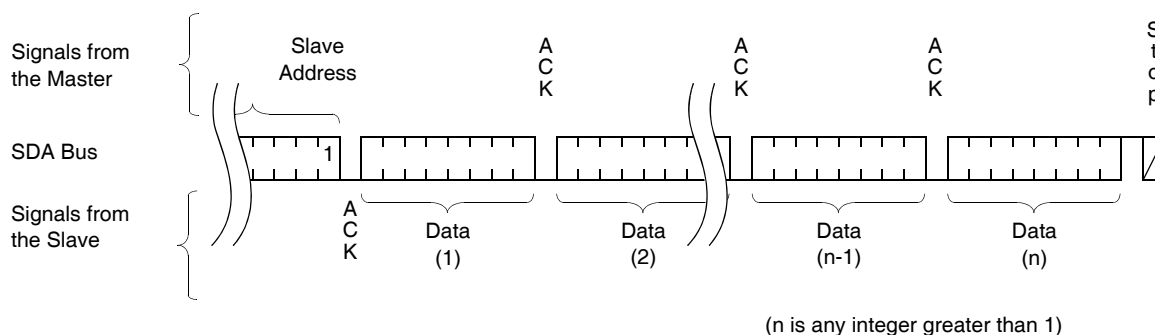 Signals from
the Master
Slave
Address
A
C
K
A
C
K
A
C
K
SDA Bus
1
Signals from
the Slave
A
C
K
Data
(1)
Data
(2)
Data
(n-1)
Data
(n)
(n is any integer greater than 1)